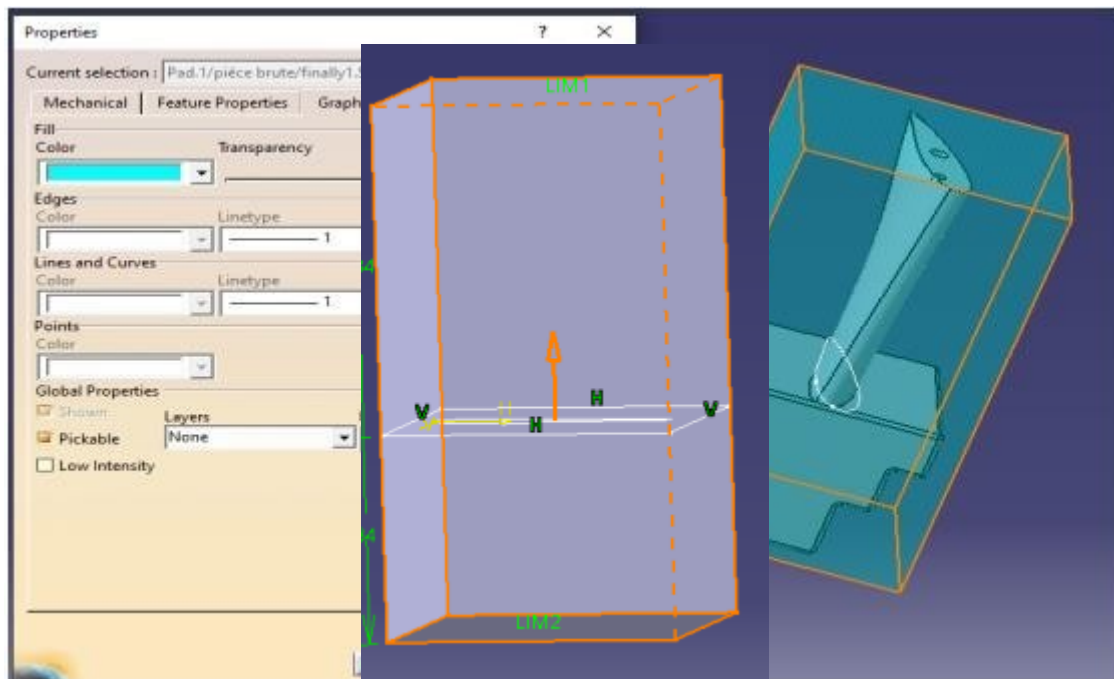 Properties
? ×
Current selection : Pad.1/piéce brute/finally1.S
Mechanical Feature Properties Graph
Fill
Color Transparency
Edges
Color Linetype
1
Lines and Curves
Color Linetype
1
Points
Color
Global Properties
Shown
Layers
Pickable None
Low Intensity
LIM1
H
V H V
H
LIM2